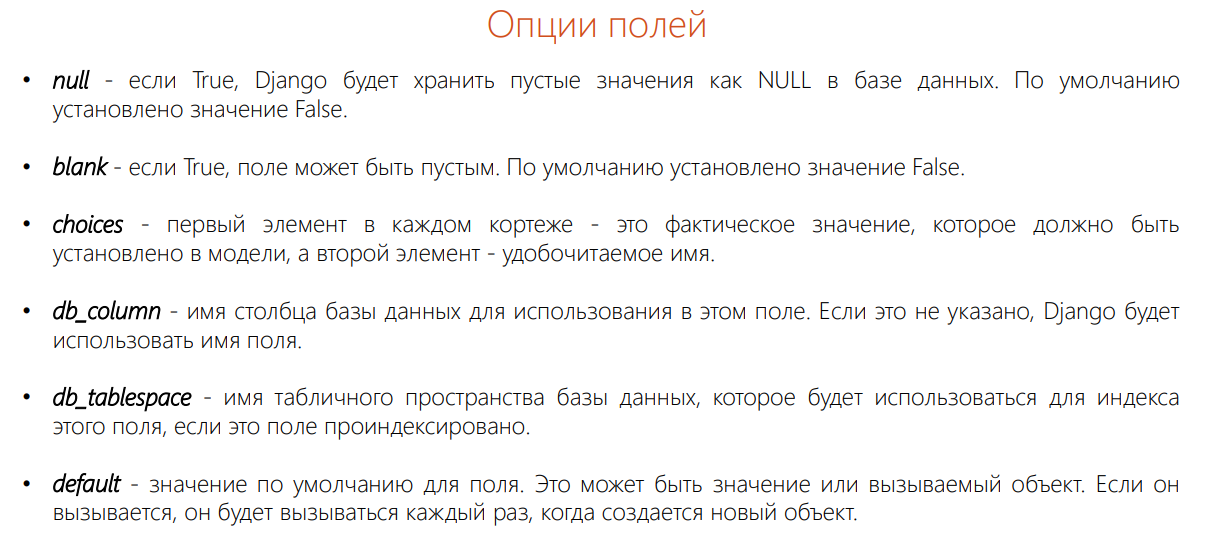 Опции полей
• null - если True, Django будет хранить пустые значения как NULL в базе данных. По умолчанию
установлено значение False.
• blank - если True, поле может быть пустым. По умолчанию установлено значение False.
• choices - первый элемент в каждом кортеже - это фактическое значение, которое должно быть
установлено в модели, а второй элемент - удобочитаемое имя.
• db_column - имя столбца базы данных для использования в этом поле. Если это не указано, Django будет
использовать имя поля.
• db_tablespace - имя табличного пространства базы данных, которое будет использоваться для индекса
этого поля, если это поле проиндексировано.
• default - значение по умолчанию для поля. Это может быть значение или вызываемый объект. Если он
вызывается, он будет вызываться каждый раз, когда создается новый объект.